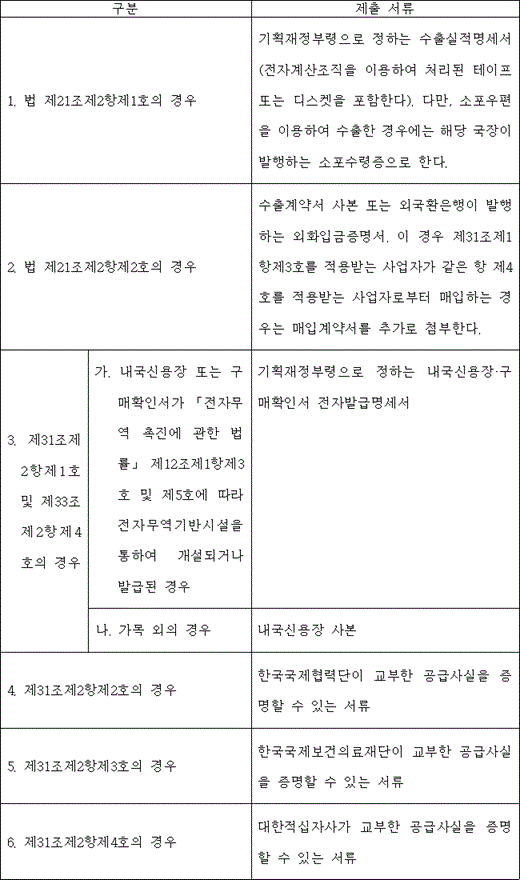 구분
제출 서류
1. 법 제21조제2항제1호의 경우
기획재정부령으로 정하는 수출실적명세서
(전자계산조직을 이용하여 처리된 테이프
또는 디스켓을 포함한다). 다만, 소포우편
을 이용하여 수출한 경우에는 해당 국장이
발행하는 소포수령증으로 한다.
2. 법 제21조제2항제2호의 경우
수출계약서 사본 또는 외국환은행이 발행
하는 외화입금증명서. 이 경우 제31조제1
항제3호를 적용받는 사업자가 같은 항 제4
호를 적용받는 사업자로부터 매입하는 경
우는 매입계약서를 추가로 첨부한다.
3. 제31조제
2항제1호
및 제33조
제2항제4
호의 경우
가. 내국신용장 또는 구
매확인서가 「전자무
역 촉진에 관한 법
률」 제12조제1항제3
호 및 제5호에 따라
전자무역기반시설을
통하여 개설되거나
발급된 경우
기획재정부령으로 정하는 내국신용장·구
매확인서 전자발급명세서
나. 가목 외의 경우
내국신용장 사본
4. 제31조제2항제2호의 경우
한국국제협력단이 교부한 공급사실을 증
명할 수 있는 서류
5. 제31조제2항제3호의 경우
한국국제보건의료재단이 교부한 공급사실
을 증명할 수 있는 서류
6. 제31조제2항제4호의 경우
대한적십자사가 교부한 공급사실을 증명
할 수 있는 서류